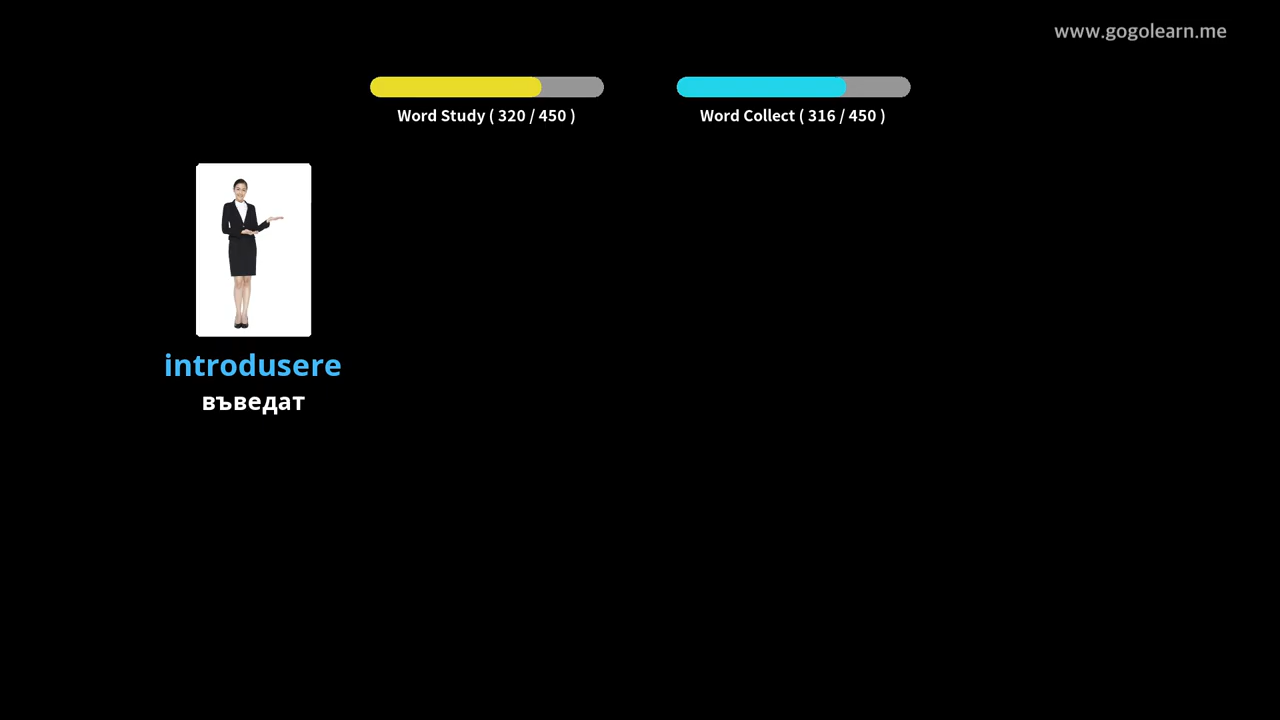 www.gogolearn.me
Word Study ( 320 / 450 )
Word Collect ( 316 / 450 )
introdusere
въведат